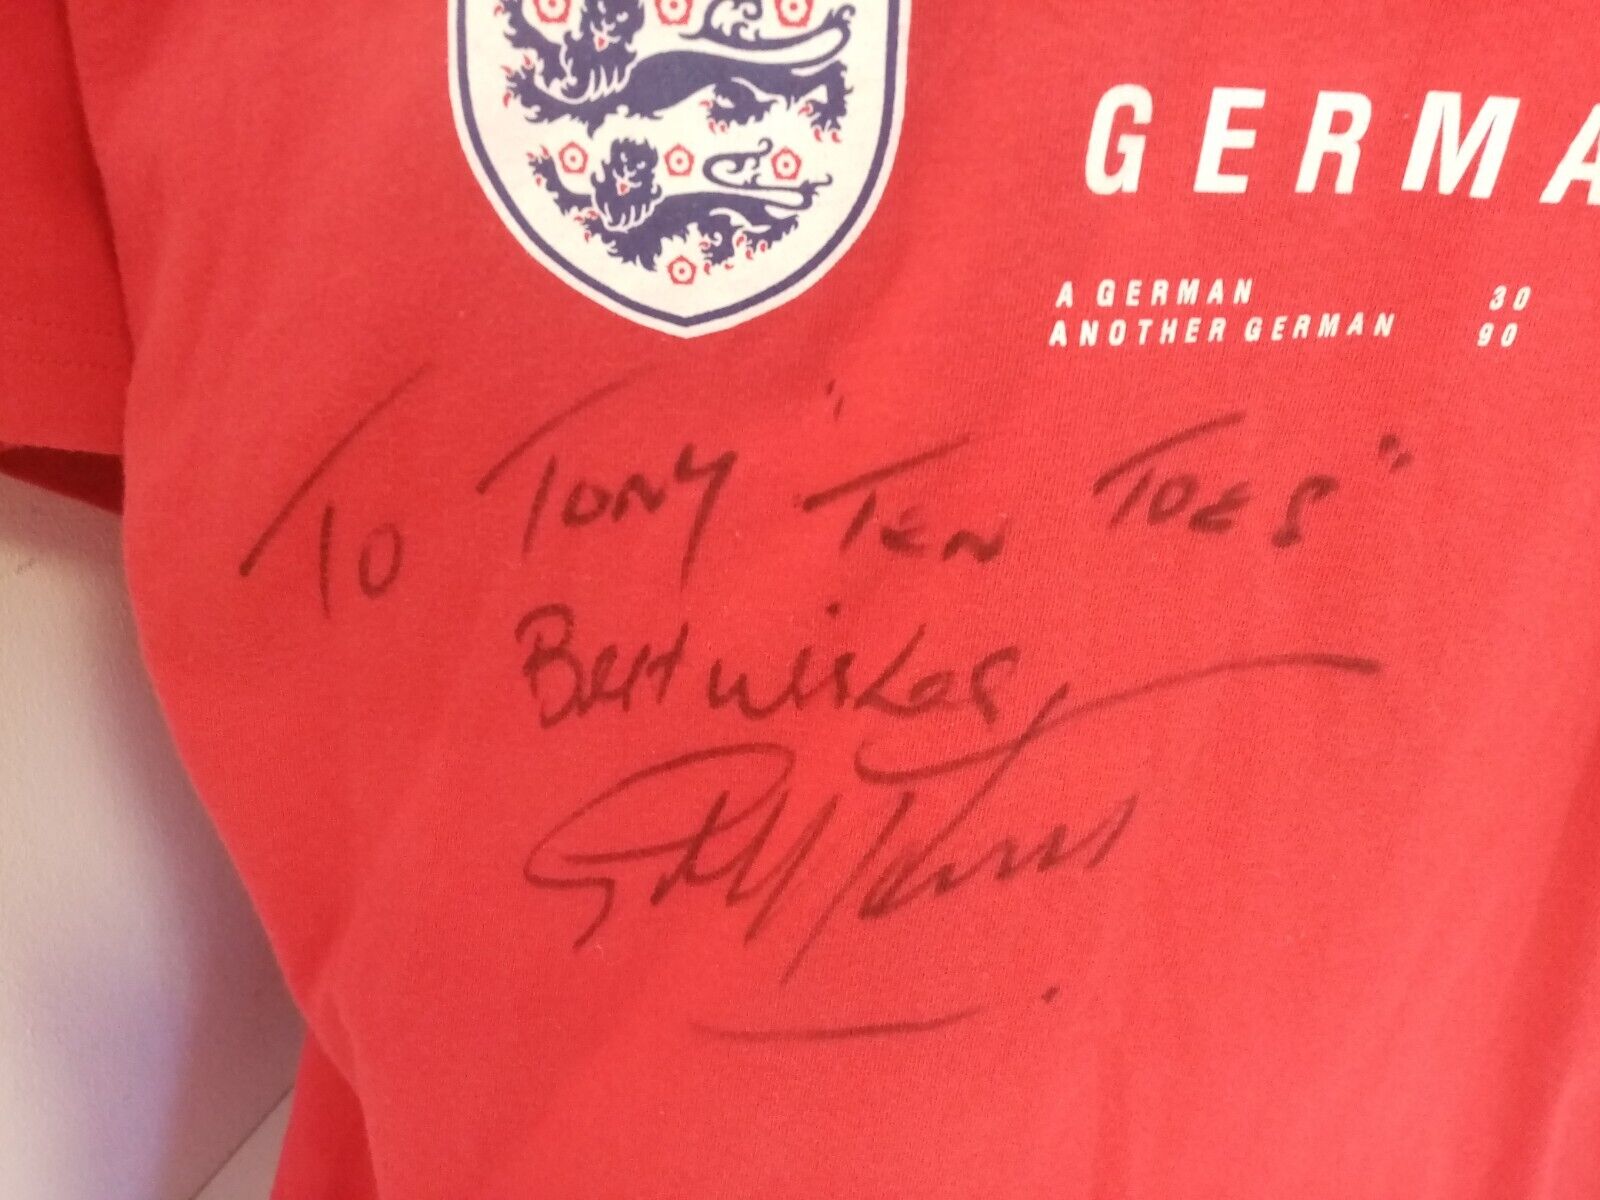 GERMA
A GERMAN 30
ANOTHER GERMAN 90
To Tony "Ten Toes"
Best wishes,